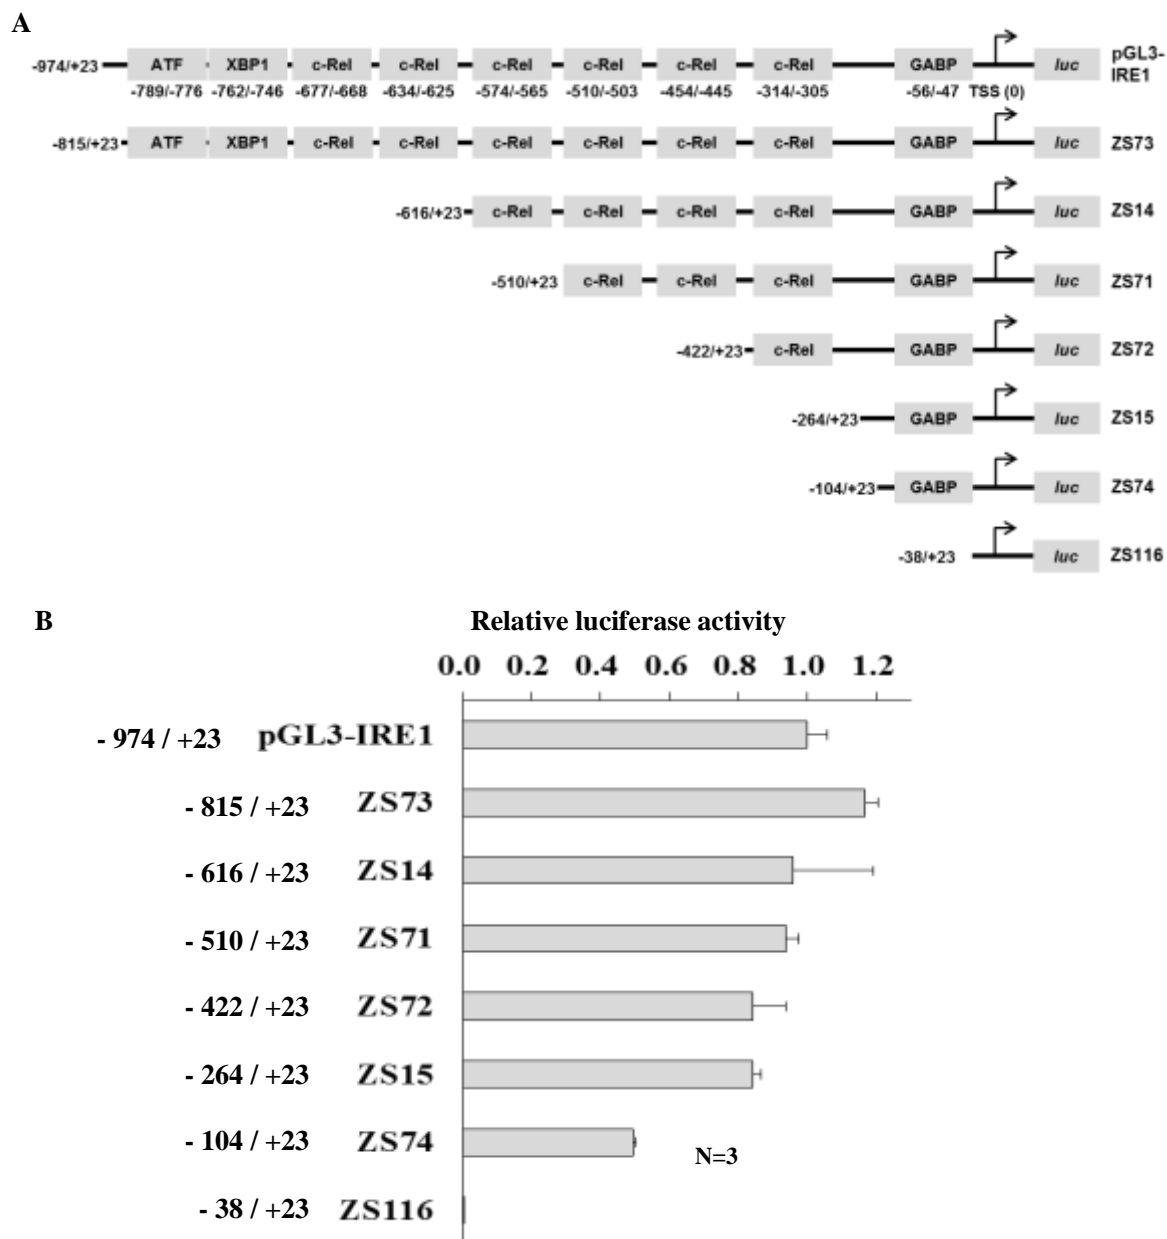 A
-974/+23 ATF XBP1 c-Rel c-Rel c-Rel c-Rel c-Rel c-Rel GABP luc pGL3-IRE1
-789/-776 -762/-746 -677/-668 -634/-625 -574/-565 -510/-503 -454/-445 -314/-305 -56/-47 TSS (0)
-815/+23 ATF XBP1 c-Rel c-Rel c-Rel c-Rel c-Rel c-Rel GABP luc ZS73
-616/+23 c-Rel c-Rel c-Rel c-Rel GABP luc ZS14
-510/+23 c-Rel c-Rel c-Rel GABP luc ZS71
-422/+23 c-Rel GABP luc ZS72
-264/+23 GABP luc ZS15
-104/+23 GABP luc ZS74
-38/+23 luc ZS116
B Relative luciferase activity
0.0 0.2 0.4 0.6 0.8 1.0 1.2
- 974 / +23 pGL3-IRE1
- 815 / +23 ZS73
- 616 / +23 ZS14
- 510 / +23 ZS71
- 422 / +23 ZS72
- 264 / +23 ZS15
- 104 / +23 ZS74 N=3
- 38 / +23 ZS116